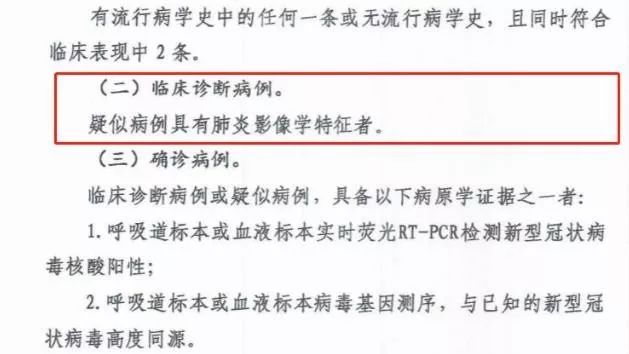 有流行病学史中的任何一条或无流行病学史，且同时符合
临床表现中 2 条。
（二）临床诊断病例。
疑似病例具有肺炎影像学特征者。
（三）确诊病例。
临床诊断病例或疑似病例，具备以下病原学证据之一者：
1.呼吸道标本或血液标本实时荧光RT-PCR检测新型冠状病
毒核酸阳性；
2.呼吸道标本或血液标本病毒基因测序，与已知的新型冠
状病毒高度同源。